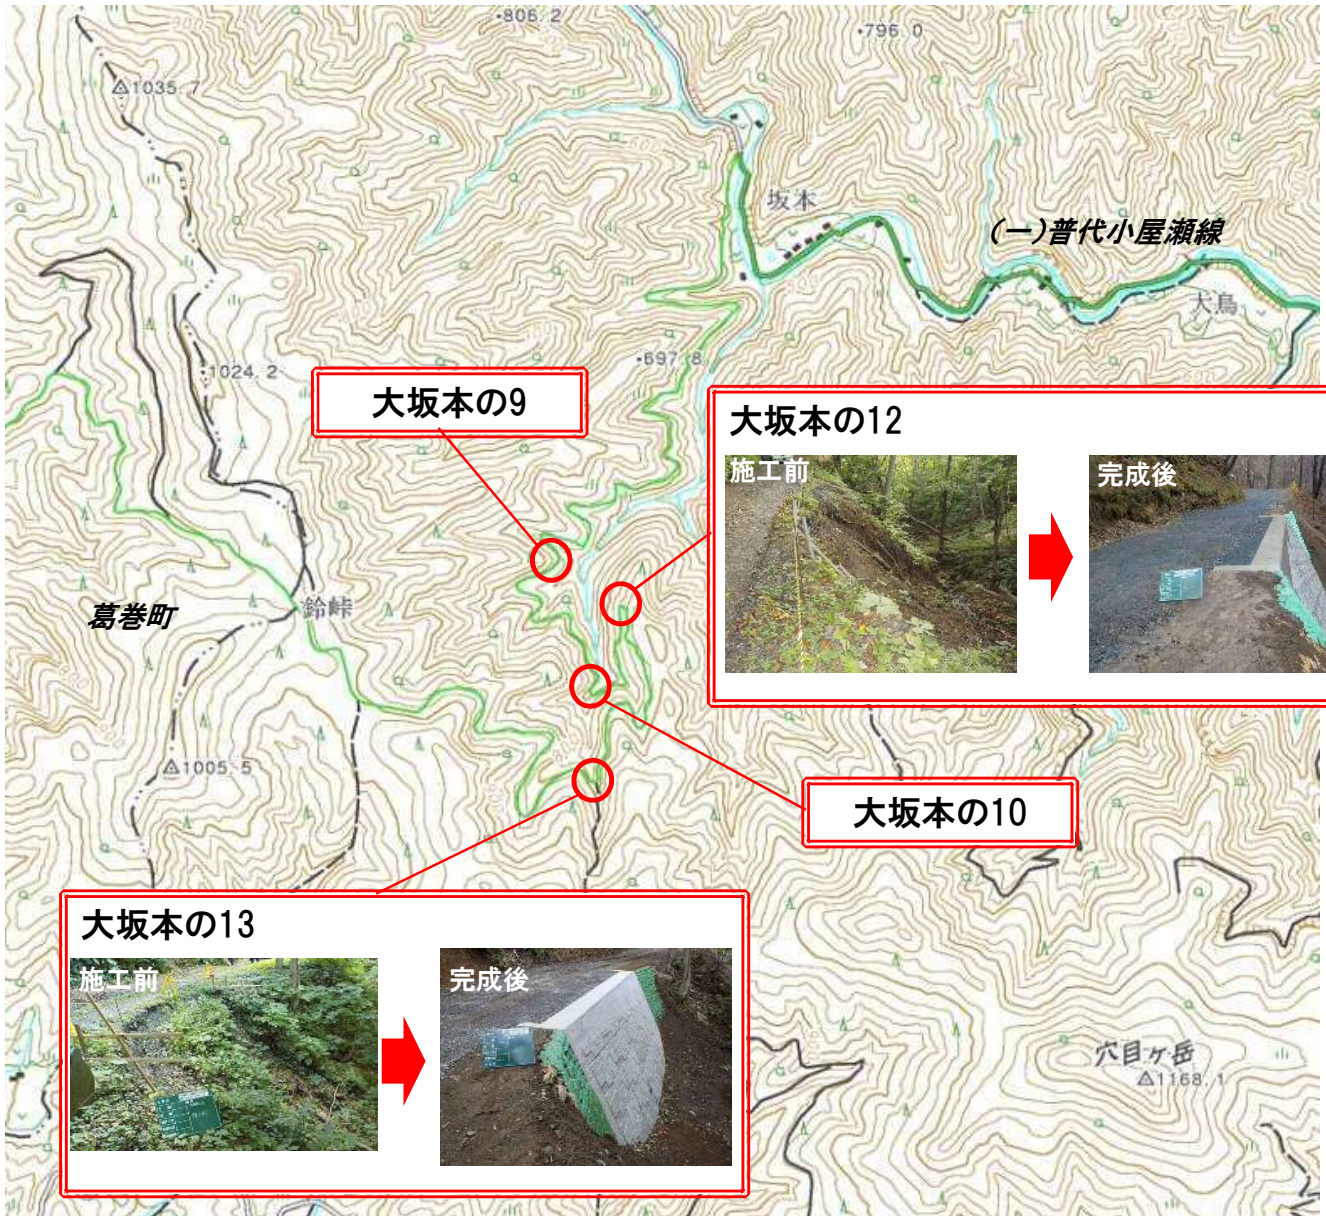 ・806.2
・796.0
△1035.7
坂本
(一)普代小屋瀬線
大鳥
・697.8
・1024.2
大坂本の9
大坂本の12
施工前
完成後
葛巻町
鈴峠
△1005.5
大坂本の10
大坂本の13
施工前
完成後
穴目ヶ岳
△1168.1